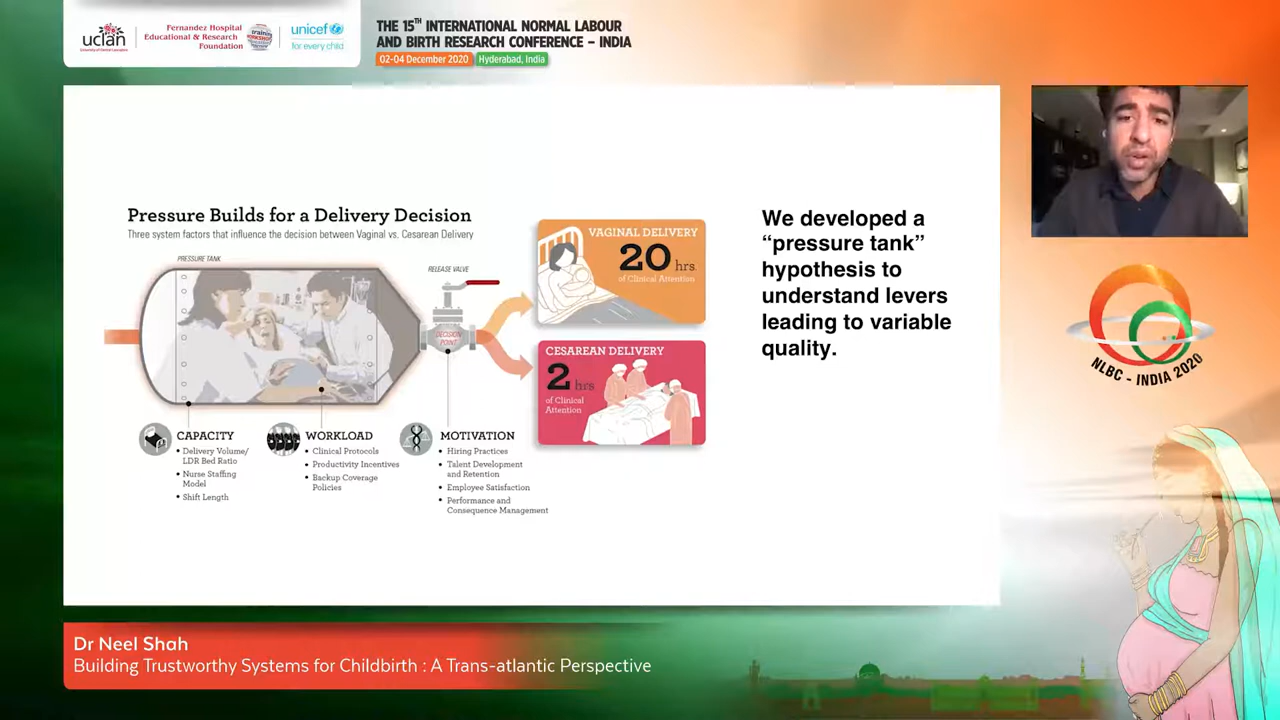 uclan
University of Central Lancashire
Fernandez Hospital
Educational & Research
Foundation
unicef
for every child
THE 15TH INTERNATIONAL NORMAL LABOUR
AND BIRTH RESEARCH CONFERENCE – INDIA
02-04 December 2020
Hyderabad, India
Pressure Builds for a Delivery Decision
Three system factors that influence the decision between Vaginal vs. Cesarean Delivery
PRESSURE TANK
RELEASE VALVE
DECISION
POINT
VAGINAL DELIVERY
20 hrs.
of Clinical Attention
CESAREAN DELIVERY
2 hrs
of Clinical
Attention
CAPACITY
• Delivery Volume/
LDR Bed Ratio
• Nurse Staffing
Model
• Shift Length
WORKLOAD
• Clinical Protocols
• Productivity Incentives
• Backup Coverage
Policies
MOTIVATION
• Hiring Practices
• Talent Development
and Retention
• Employee Satisfaction
• Performance and
Consequence Management
We developed a
“pressure tank”
hypothesis to
understand levers
leading to variable
quality.
NLBC - INDIA 2020
Dr Neel Shah
Building Trustworthy Systems for Childbirth : A Trans-atlantic Perspective